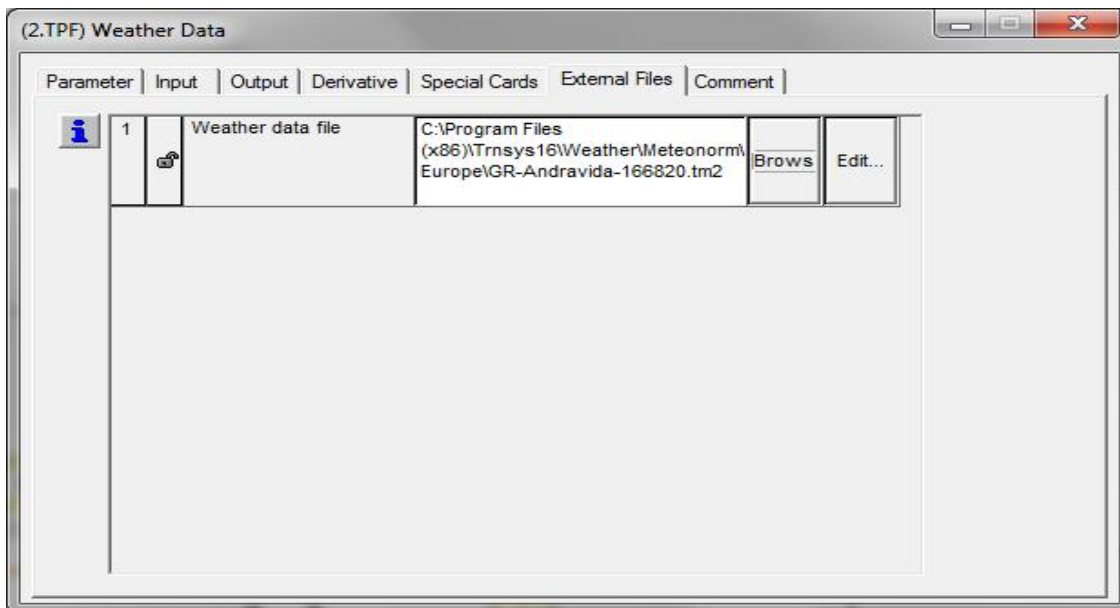 (2.TPF) Weather Data
Parameter Input Output Derivative Special Cards External Files Comment
i 1 Weather data file C:\Program Files
(x86)\Trnsys16\Weather\Meteonorm\ Brows Edit...
Europe\GR-Andravida-166820.tm2